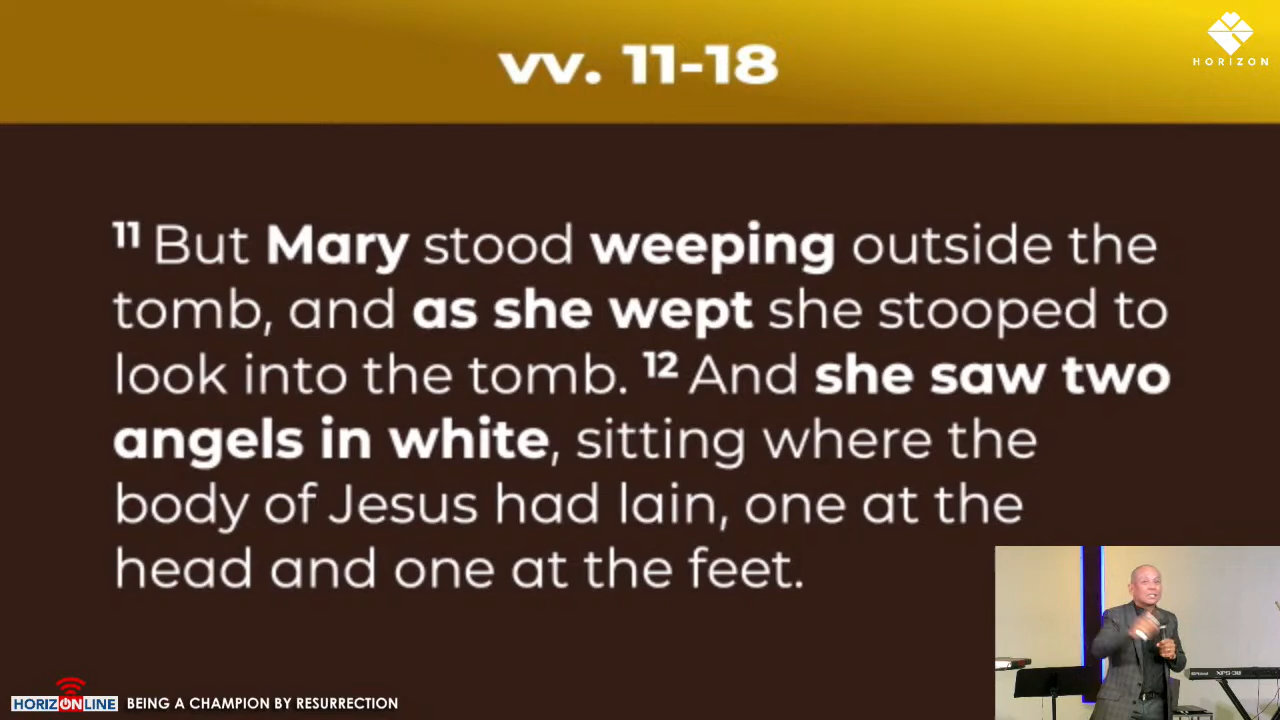 vv. 11-18
HORIZON
¹¹ But Mary stood weeping outside the
tomb, and as she wept she stooped to
look into the tomb. ¹² And she saw two
angels in white, sitting where the
body of Jesus had lain, one at the
head and one at the feet.
HORIZONLINE BEING A CHAMPION BY RESURRECTION